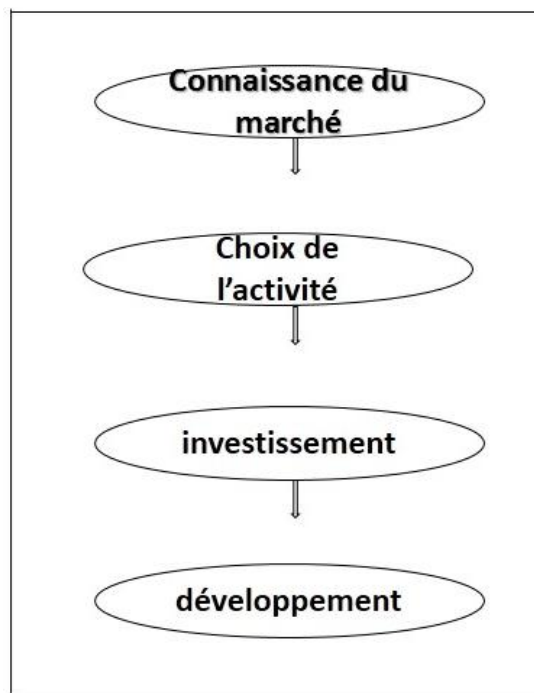 Connaissance du
marché
Choix de
l’activité
investissement
développement